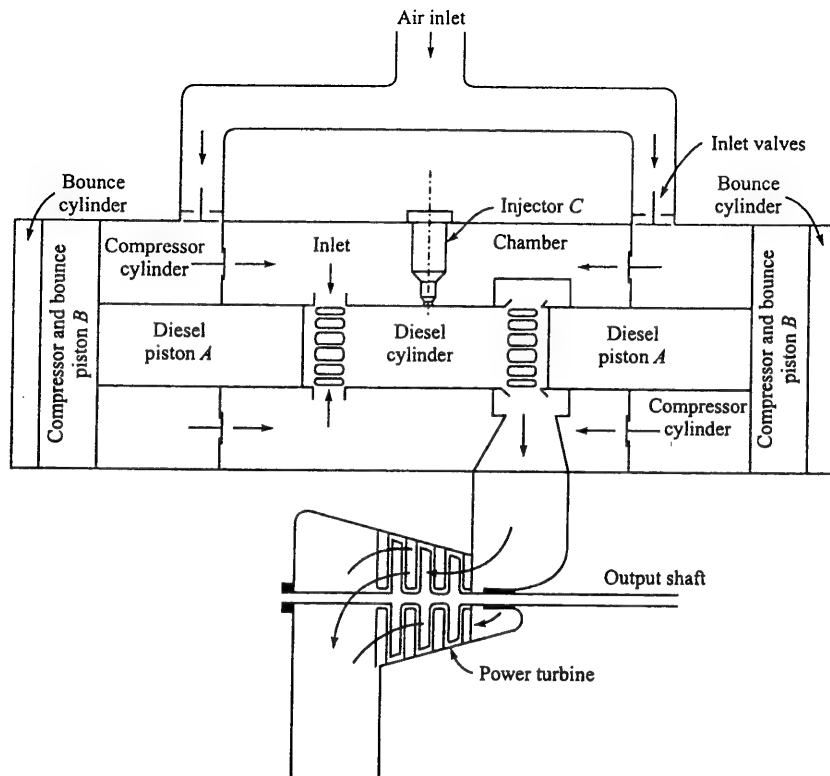 Air inlet
Inlet valves
Bounce
cylinder
Bounce
cylinder
Injector C
Compressor
cylinder
Inlet
Chamber
Compressor and bounce
piston B
Diesel
piston A
Diesel
cylinder
Diesel
piston A
Compressor and bounce
piston B
Compressor
cylinder
Output shaft
Power turbine